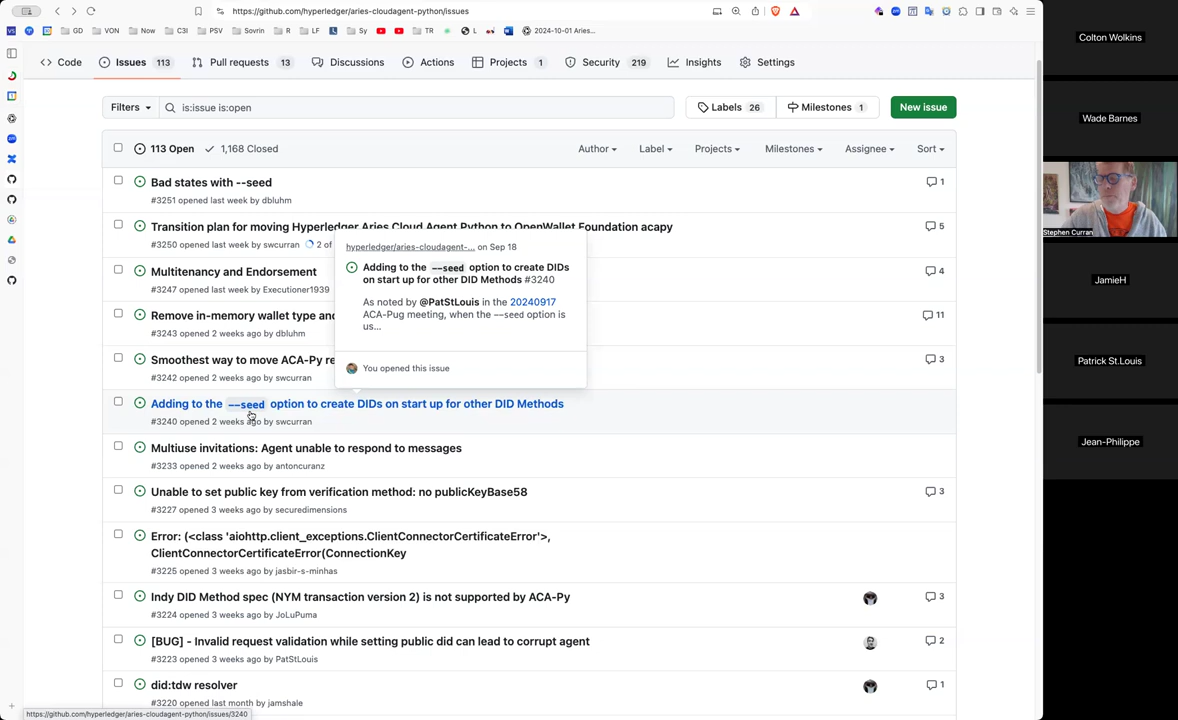 https://github.com/hyperledger/aries-cloudagent-python/issues
GD
VON
Now
C3I
PSV
Sovrin
R
LF
Sy
TR
L
2024-10-01 Aries...
Code
Issues 113
Pull requests 13
Discussions
Actions
Projects 1
Security 219
Insights
Settings
Filters
is:issue is:open
Labels 26
Milestones 1
New issue
113 Open
1,168 Closed
Author
Label
Projects
Milestones
Assignee
Sort
Bad states with --seed
1
#3251 opened last week by dbluhm
Transition plan for moving Hyperledger Aries Cloud Agent Python to OpenWallet Foundation acapy
5
#3250 opened last week by swcurran
2 of
hyperledger/aries-cloudagent-... on Sep 18
Adding to the --seed option to create DIDs
on start up for other DID Methods #3240
As noted by @PatStLouis in the 20240917
ACA-Pug meeting, when the --seed option is
us...
You opened this issue
Multitenancy and Endorsement
4
#3247 opened last week by Executioner1939
Remove in-memory wallet type and
11
#3243 opened 2 weeks ago by dbluhm
Smoothest way to move ACA-Py re
3
#3242 opened 2 weeks ago by swcurran
Adding to the --seed option to create DIDs on start up for other DID Methods
#3240 opened 2 weeks ago by swcurran
Multiuse invitations: Agent unable to respond to messages
#3233 opened 2 weeks ago by antoncuranz
Unable to set public key from verification method: no publicKeyBase58
3
#3227 opened 3 weeks ago by securedimensions
Error: (<class 'aiohttp.client_exceptions.ClientConnectorCertificateError'>,
ClientConnectorCertificateError(ConnectionKey
#3225 opened 3 weeks ago by jasbir-s-minhas
Indy DID Method spec (NYM transaction version 2) is not supported by ACA-Py
3
#3224 opened 3 weeks ago by JoLuPuma
[BUG] - Invalid request validation while setting public did can lead to corrupt agent
2
#3223 opened 3 weeks ago by PatStLouis
did:tdw resolver
1
#3220 opened last month by jamshale
https://github.com/hyperledger/aries-cloudagent-python/issues/3240
Colton Wolkins
Wade Barnes
Stephen Curran
JamieH
Patrick St.Louis
Jean-Philippe